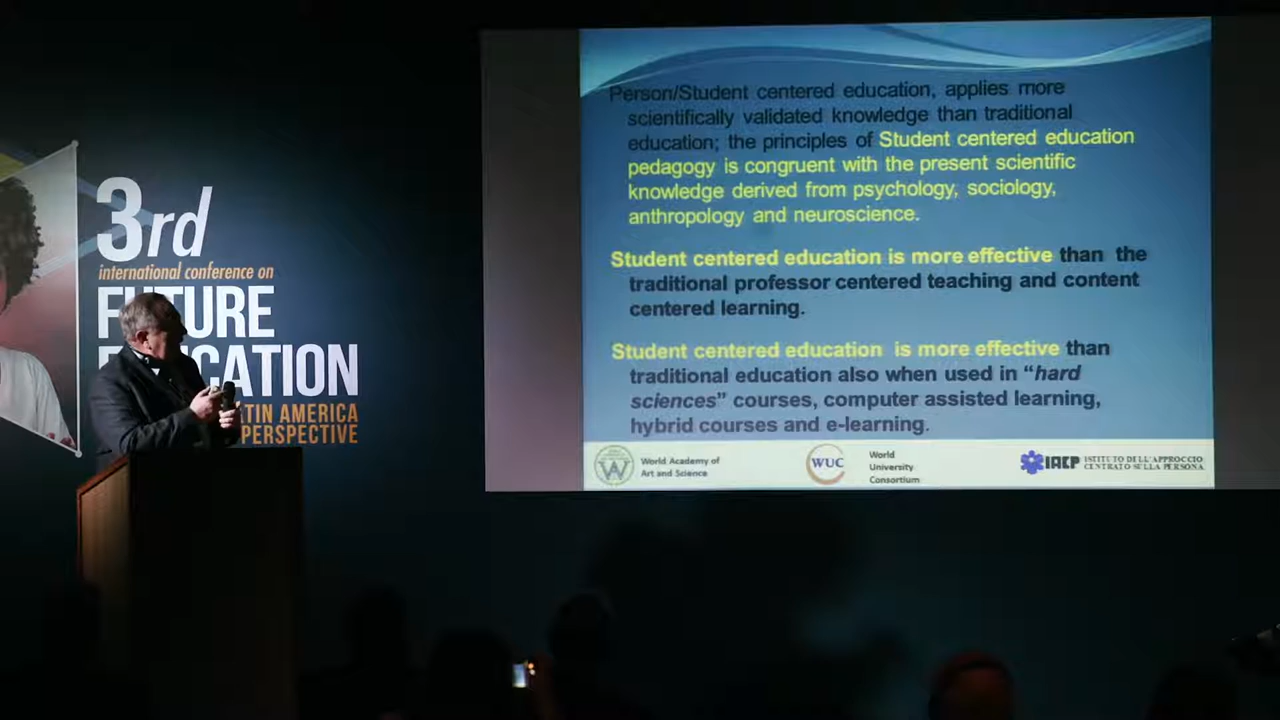 3rd
international conference on
FUTURE
EDUCATION
TIN AMERICA
PERSPECTIVE
Person/Student centered education, applies more
scientifically validated knowledge than traditional
education; the principles of Student centered education
pedagogy is congruent with the present scientific
knowledge derived from psychology, sociology,
anthropology and neuroscience.
Student centered education is more effective than the
traditional professor centered teaching and content
centered learning.
Student centered education is more effective than
traditional education also when used in “hard
sciences” courses, computer assisted learning,
hybrid courses and e-learning.
World Academy of
Art and Science
WUC
World
University
Consortium
IACP
ISTITUTO DELL'APPROCCIO
CENTRATO SULLA PERSONA